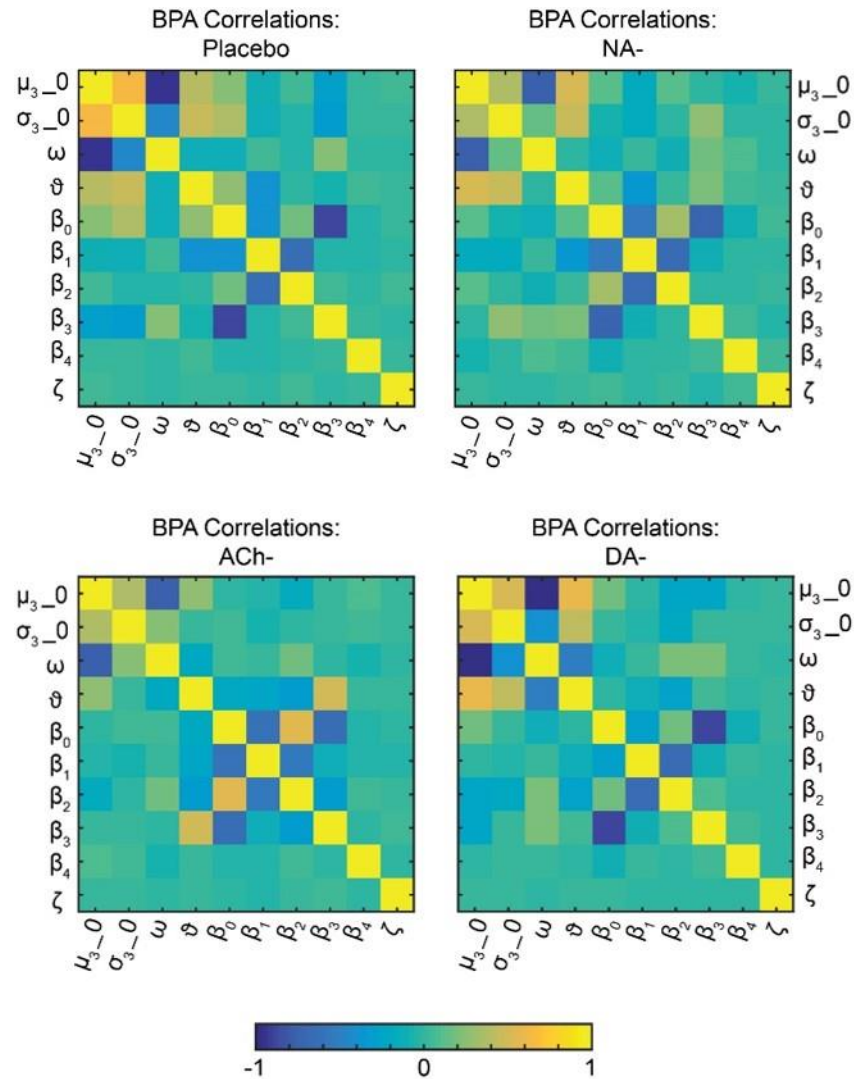 BPA Correlations:
Placebo
BPA Correlations:
NA-
μ₃_0
σ₃_0
ω
ϑ
β₀
β₁
β₂
β₃
β₄
ζ
μ₃_0
σ₃_0
ω
ϑ
β₀
β₁
β₂
β₃
β₄
ζ
μ₃_0 σ₃_0 ω ϑ β₀ β₁ β₂ β₃ β₄ ζ
μ₃_0 σ₃_0 ω ϑ β₀ β₁ β₂ β₃ β₄ ζ
BPA Correlations:
ACh-
BPA Correlations:
DA-
μ₃_0
σ₃_0
ω
ϑ
β₀
β₁
β₂
β₃
β₄
ζ
μ₃_0
σ₃_0
ω
ϑ
β₀
β₁
β₂
β₃
β₄
ζ
μ₃_0 σ₃_0 ω ϑ β₀ β₁ β₂ β₃ β₄ ζ
μ₃_0 σ₃_0 ω ϑ β₀ β₁ β₂ β₃ β₄ ζ
-1 0 1